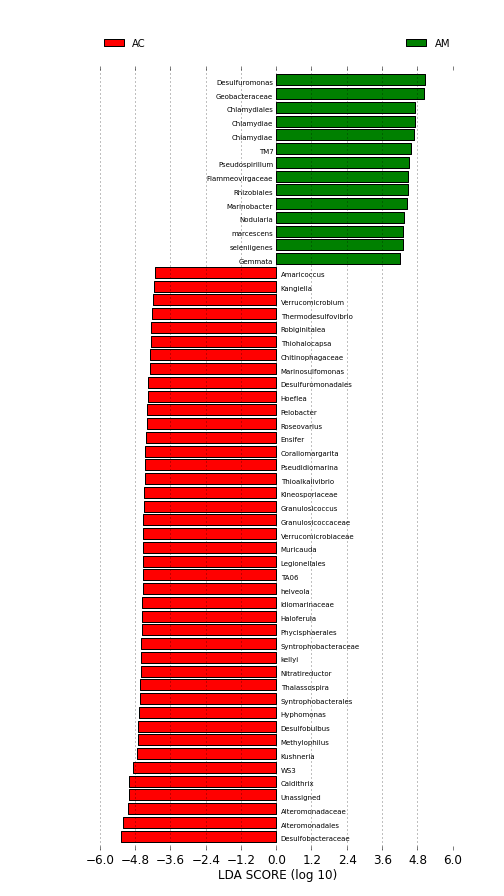 AC AM
Desulfuromonas
Geobacteraceae
Chlamydiales
Chlamydiae
Chlamydiae
TM7
Pseudospirillum
Flammeovirgaceae
Rhizobiales
Marinobacter
Nodularia
marcescens
seleniigenes
Gemmata
Amaricoccus
Kangiella
Verrucomicrobium
Thermodesulfovibrio
Robiginitalea
Thiohalocapsa
Chitinophagaceae
Marinosulfomonas
Desulfuromonadales
Hoeflea
Pelobacter
Roseovarius
Ensifer
Coraliomargarita
Pseudidiomarina
Thioalkalivibrio
Kineosporiaceae
Granulosicoccus
Granulosicoccaceae
Verrucomicrobiaceae
Muricauda
Legionellales
TA06
helveola
Idiomarinaceae
Haloferula
Phycisphaerales
Syntrophobacteraceae
kellyi
Nitratireductor
Thalassospira
Syntrophobacterales
Hyphomonas
Desulfobulbus
Methylophilus
Kushneria
WS3
Caldithrix
Unassigned
Alteromonadaceae
Alteromonadales
Desulfobacteraceae
−6.0 −4.8 −3.6 −2.4 −1.2 0.0 1.2 2.4 3.6 4.8 6.0
LDA SCORE (log 10)